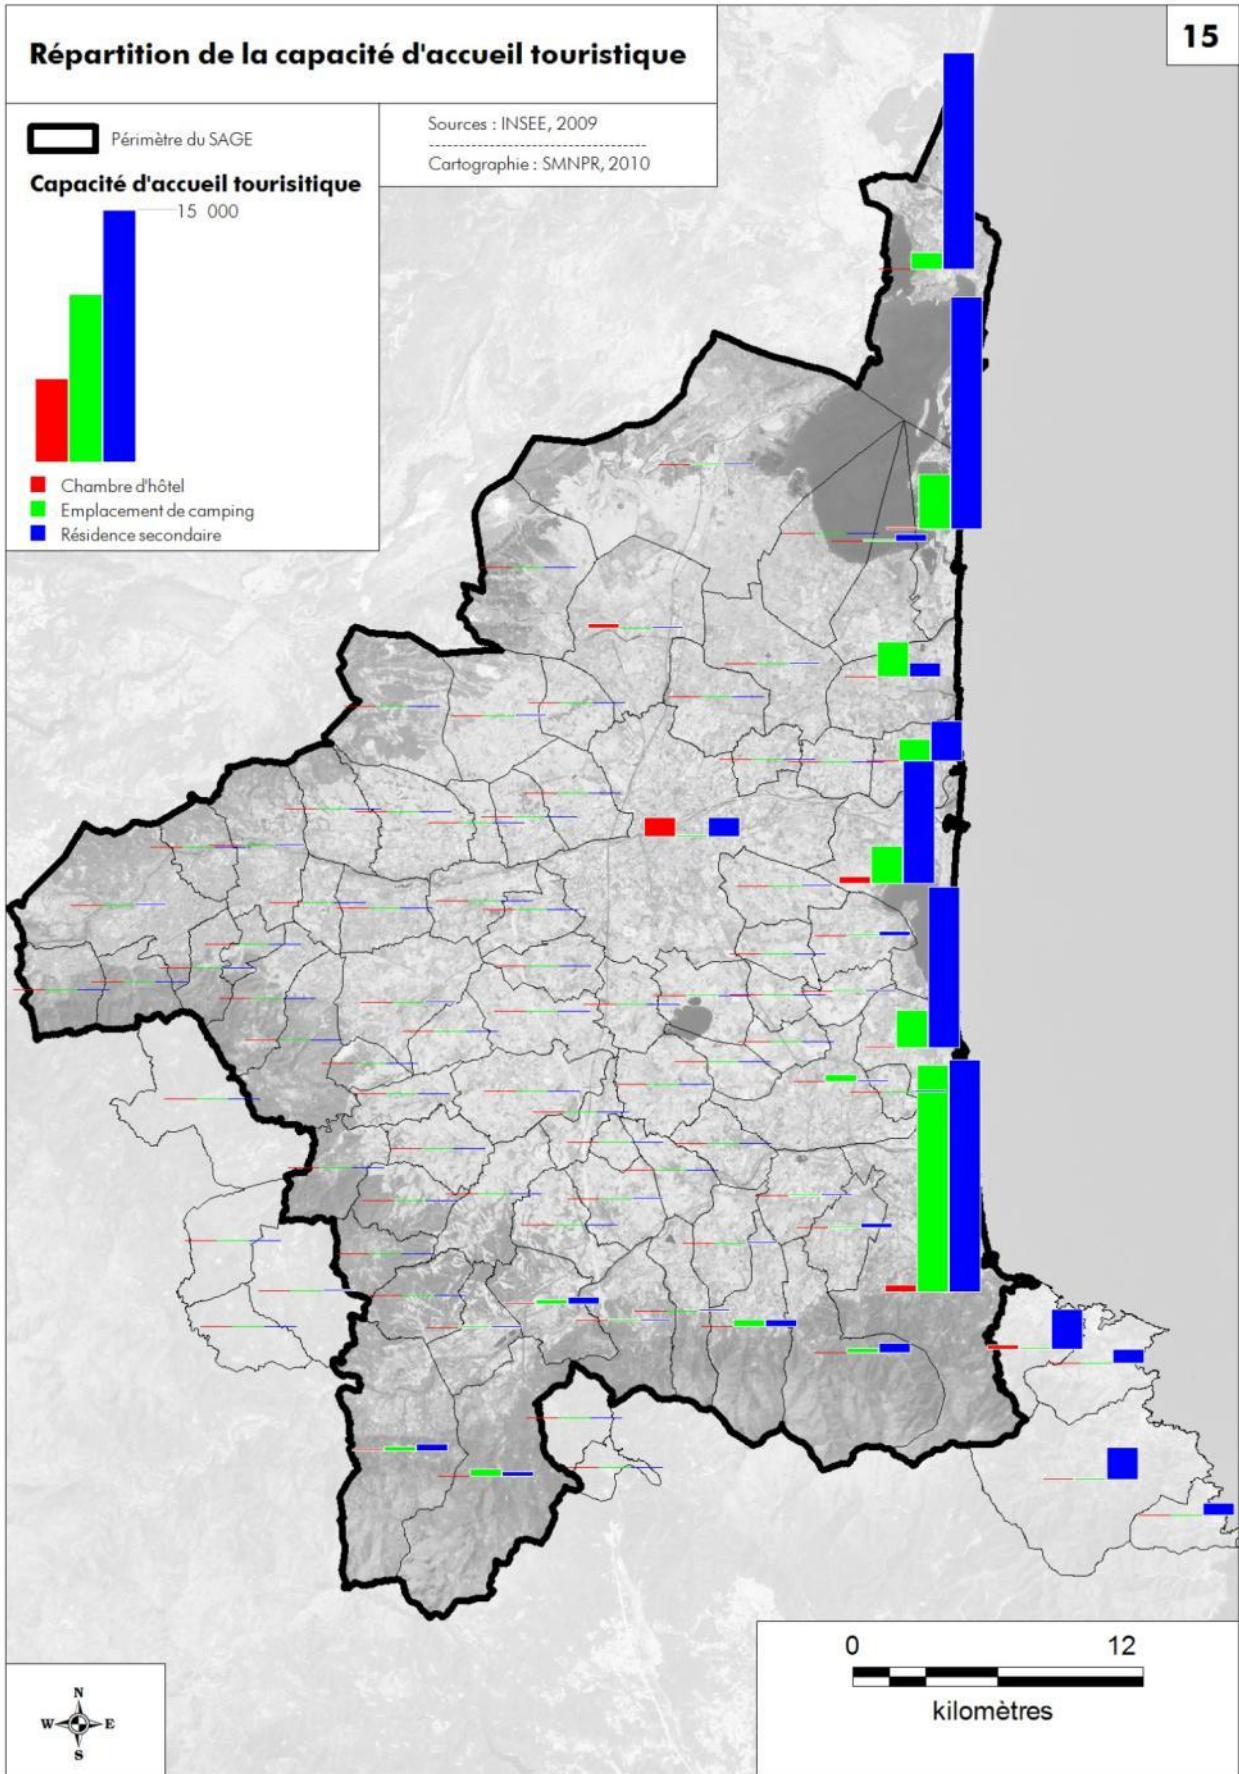 Répartition de la capacité d'accueil touristique
15
Périmètre du SAGE
Sources : INSEE, 2009
Cartographie : SMNPR, 2010
Capacité d'accueil tourisitique
15 000
Chambre d'hôtel
Emplacement de camping
Résidence secondaire
0 12
kilomètres
N
W E
S